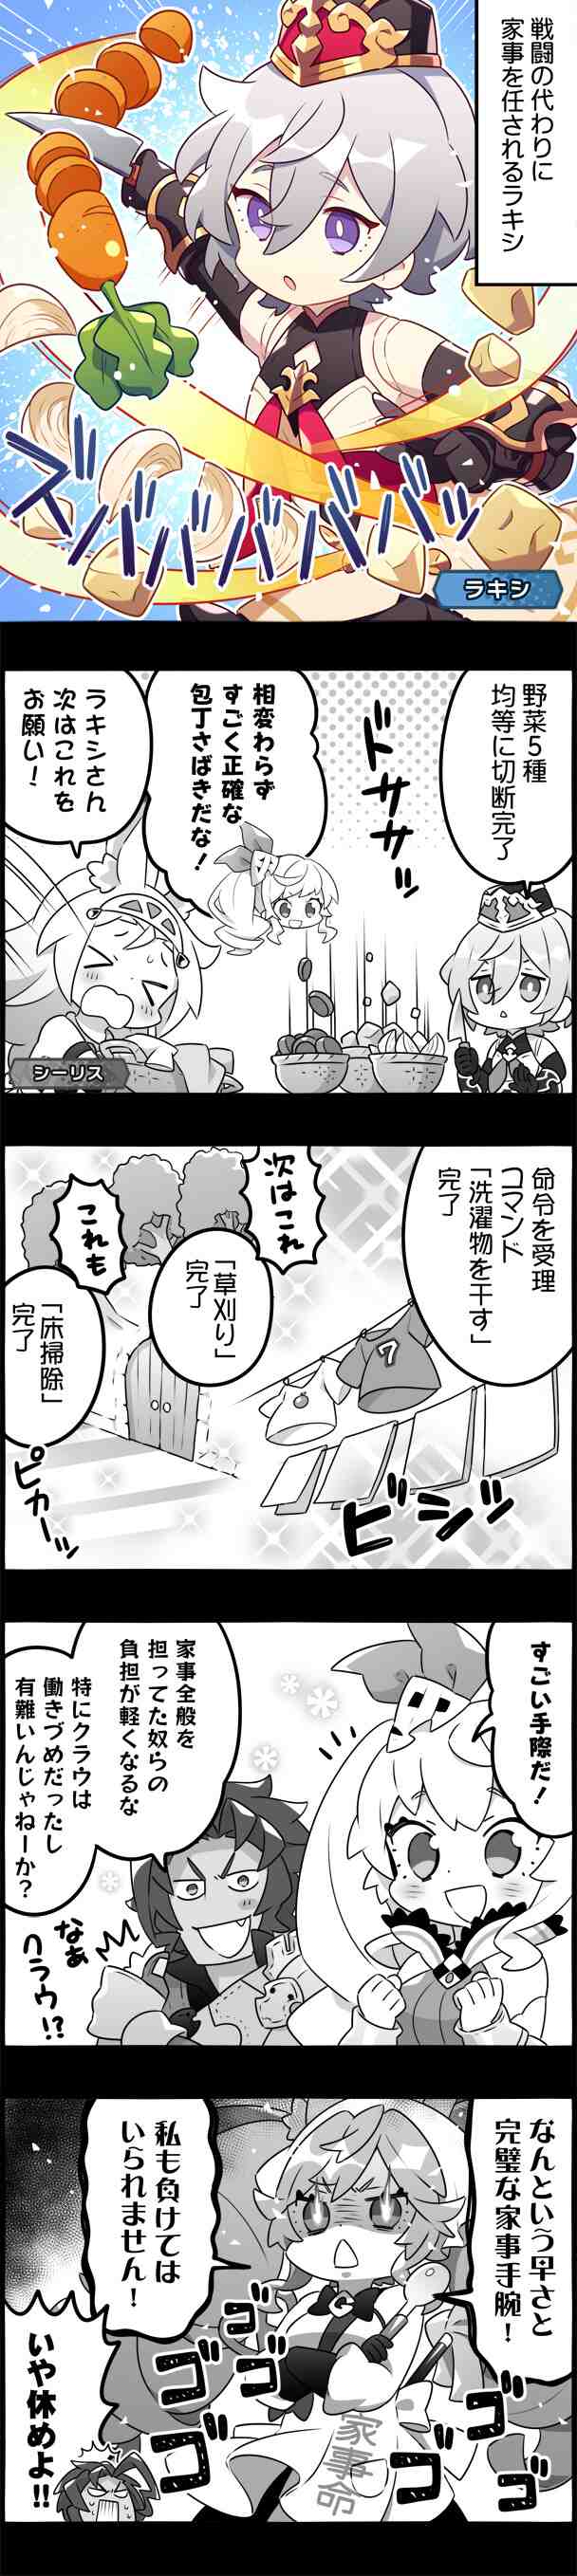 戦闘の代わりに
家事を任されるラキシ
ズバババババッ
ラキシ
野菜5種
均等に切断完了
ドササッ
相変わらず
すごく正確な
包丁さばきだな！
ラキシさん
次はこれを
お願い！
シーリス
命令を受理
コマンド
「洗濯物を干す」
完了
7
ビシッ
次はこれ
「草刈り」
完了
これも
「床掃除」
完了
ピカーッ
すごい手際だ！
家事全般を
担ってた奴らの
負担が軽くなるな
特にクラウは
働きづめだったし
有難いんじゃねーか？
なあ
クラウ!?
なんという早さと
完璧な家事手腕！
私も負けては
いられません！
ゴゴゴ
ゴゴ
ゴゴゴゴ
家事命
いや休めよ!!